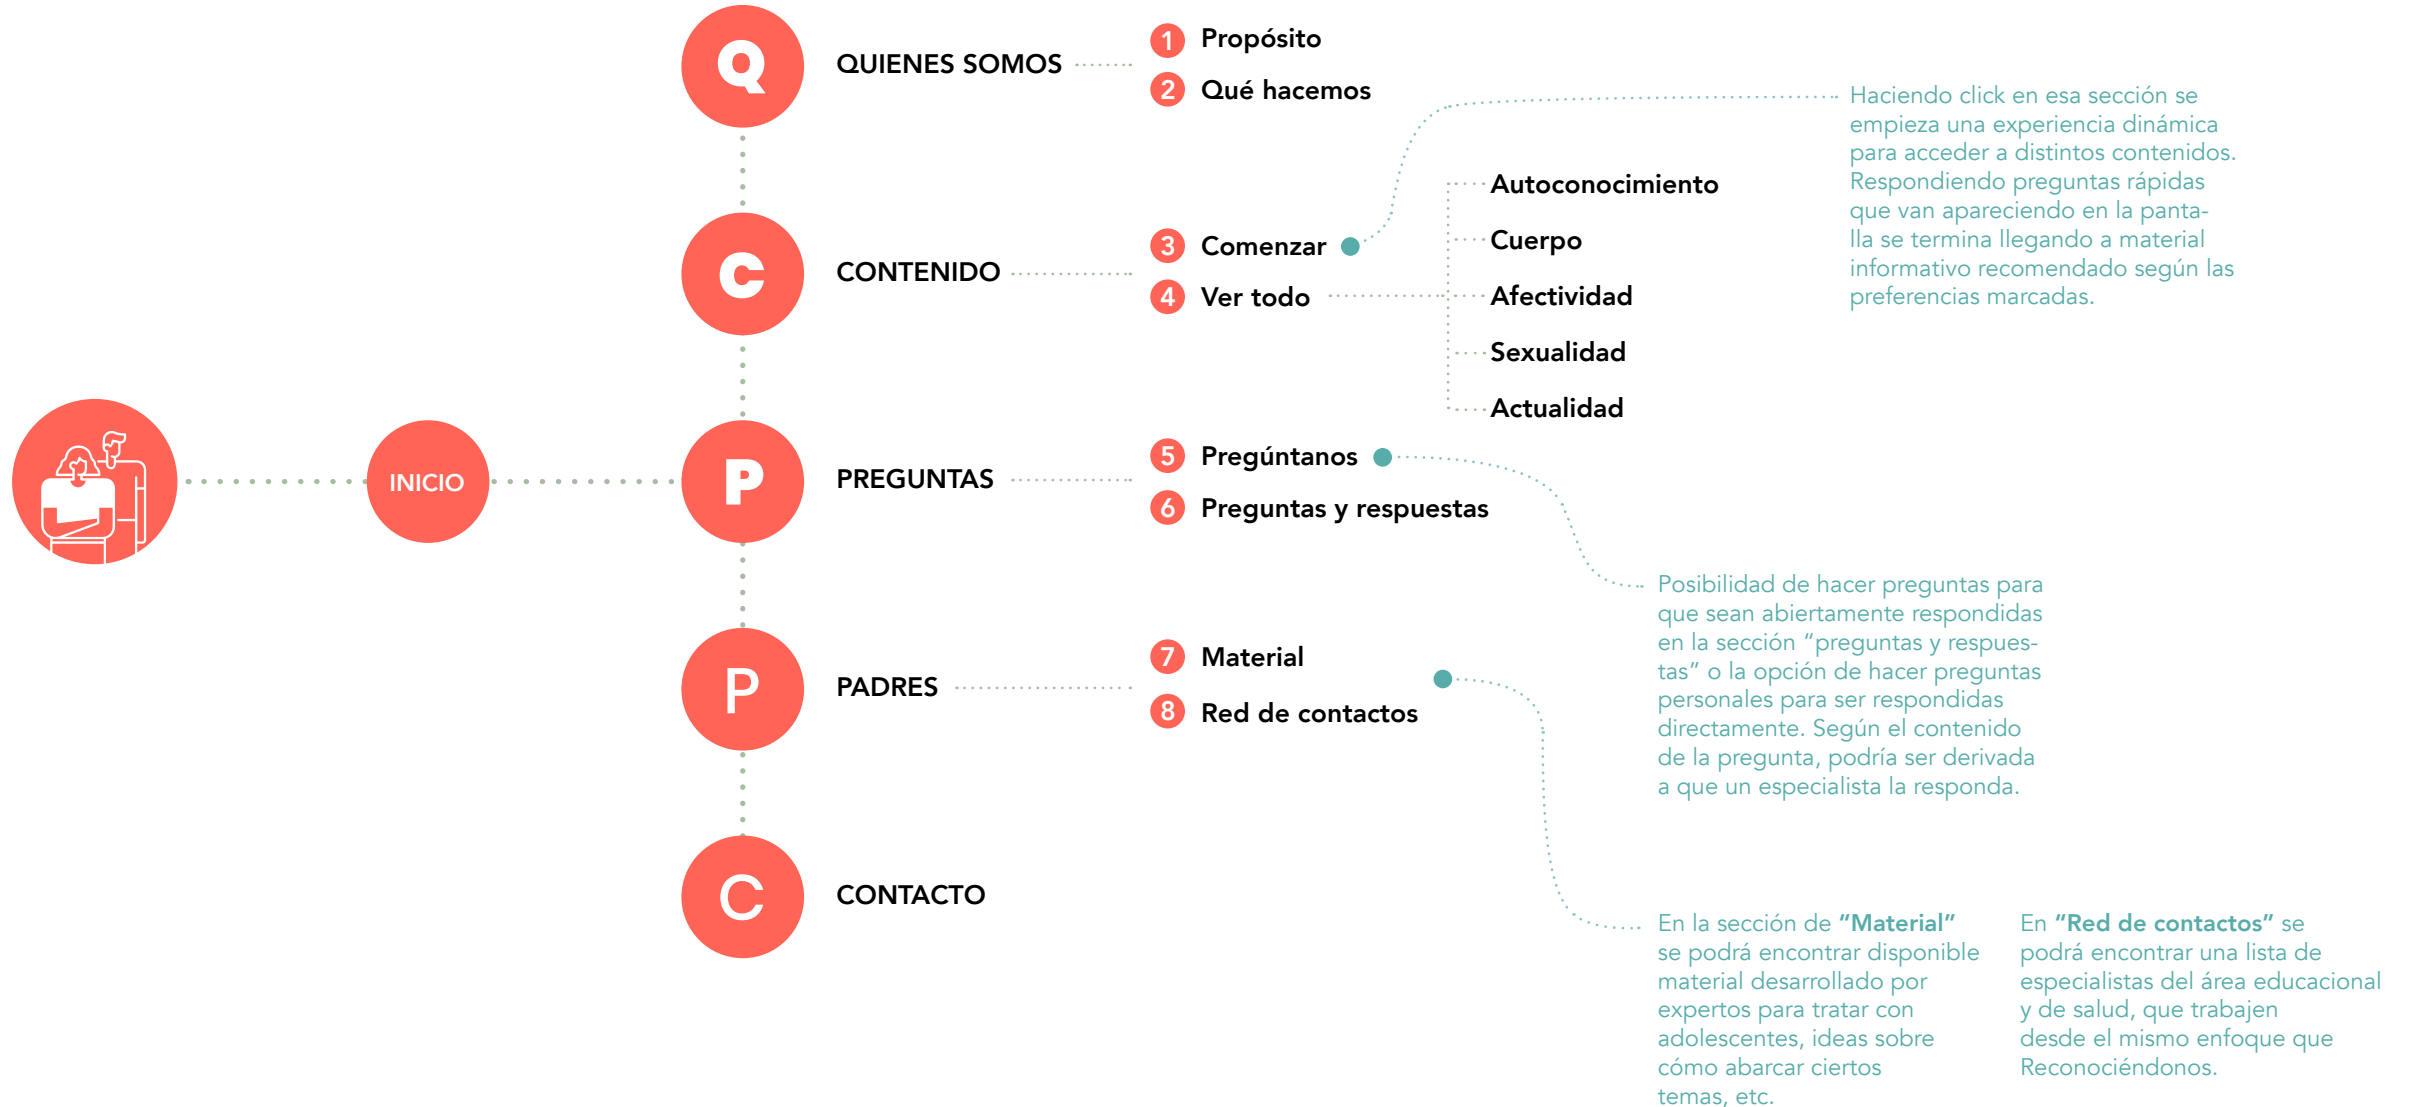 INICIO
Q
QUIENES SOMOS
1 Propósito
2 Qué hacemos
C
CONTENIDO
3 Comenzar
4 Ver todo
Autoconocimiento
Cuerpo
Afectividad
Sexualidad
Actualidad
Haciendo click en esa sección se
empieza una experiencia dinámica
para acceder a distintos contenidos.
Respondiendo preguntas rápidas
que van apareciendo en la panta-
lla se termina llegando a material
informativo recomendado según las
preferencias marcadas.
P
PREGUNTAS
5 Pregúntanos
6 Preguntas y respuestas
Posibilidad de hacer preguntas para
que sean abiertamente respondidas
en la sección “preguntas y respues-
tas” o la opción de hacer preguntas
personales para ser respondidas
directamente. Según el contenido
de la pregunta, podría ser derivada
a que un especialista la responda.
P
PADRES
7 Material
8 Red de contactos
En la sección de “Material”
se podrá encontrar disponible
material desarrollado por
expertos para tratar con
adolescentes, ideas sobre
cómo abarcar ciertos
temas, etc.
En “Red de contactos” se
podrá encontrar una lista de
especialistas del área educacional
y de salud, que trabajen
desde el mismo enfoque que
Reconociéndonos.
C
CONTACTO